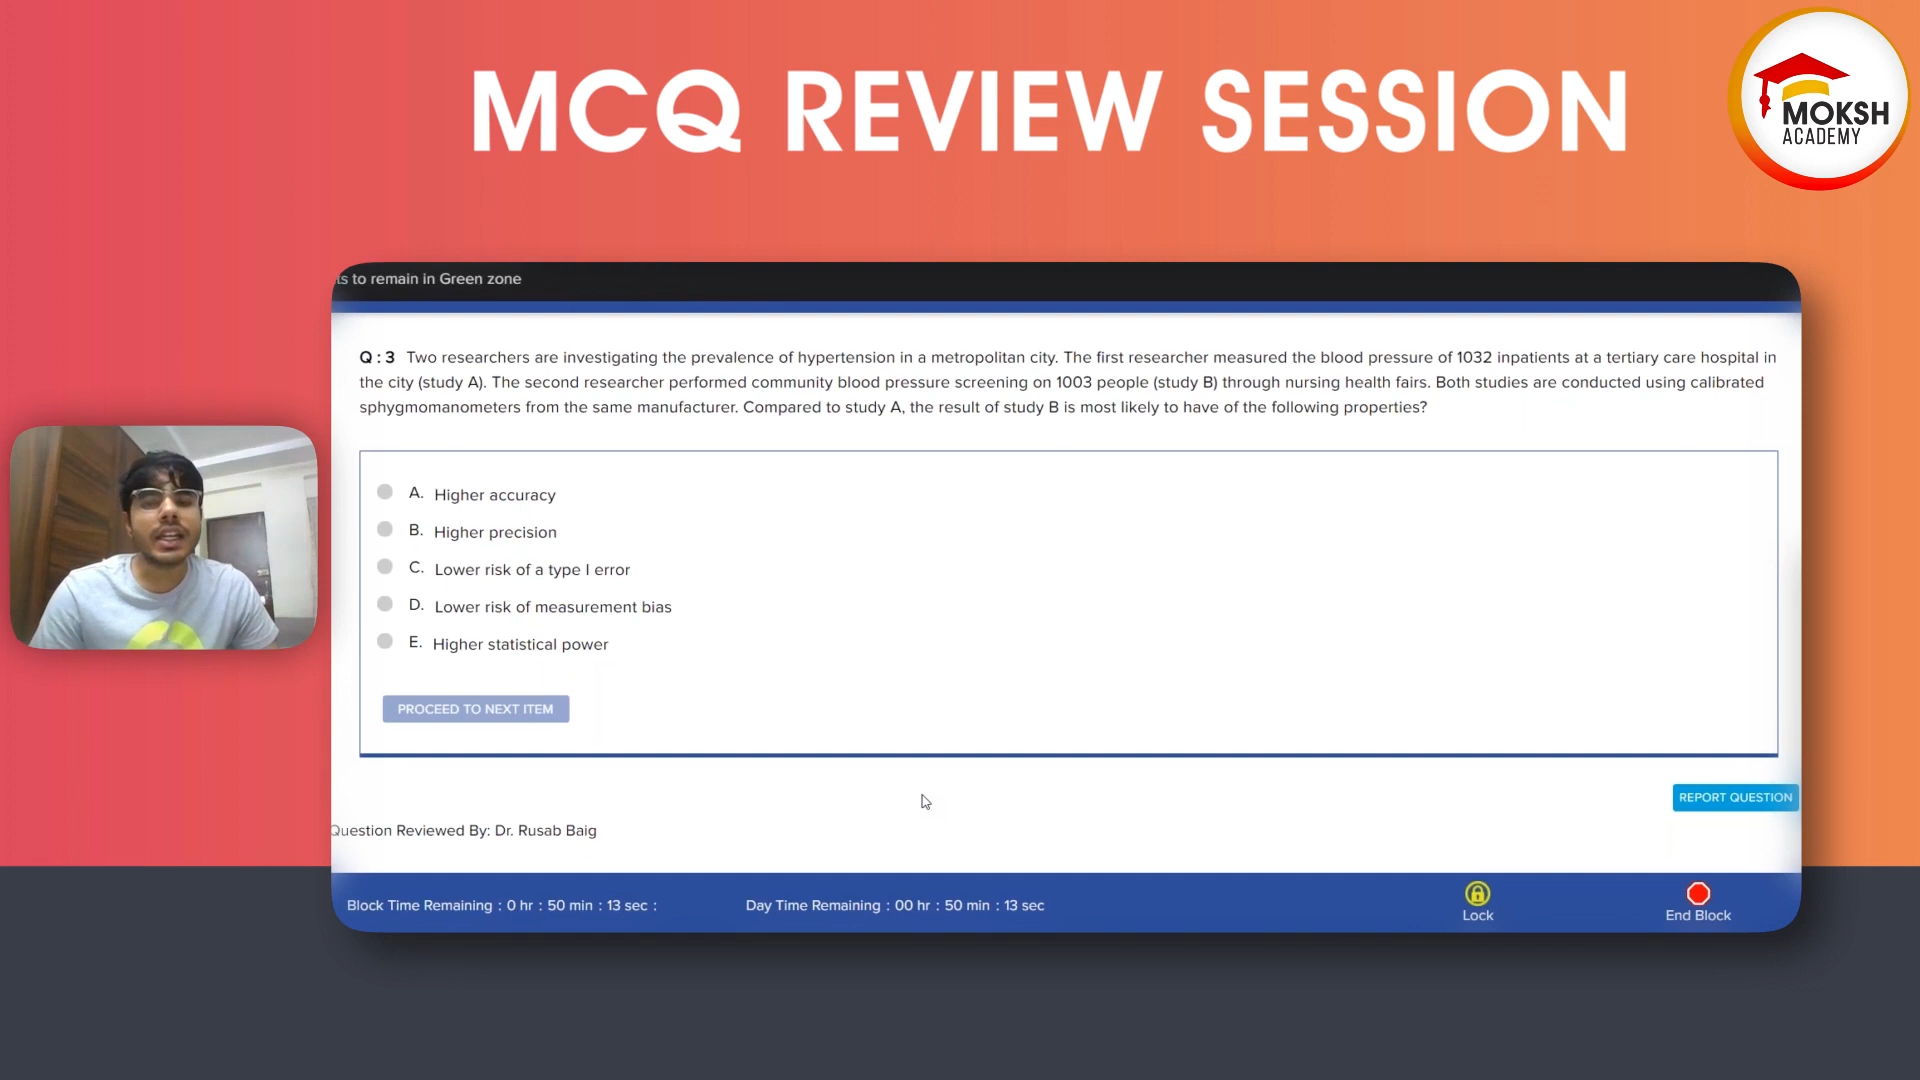 MCQ REVIEW SESSION
MOKSH
ACADEMY
ts to remain in Green zone
Q : 3 Two researchers are investigating the prevalence of hypertension in a metropolitan city. The first researcher measured the blood pressure of 1032 inpatients at a tertiary care hospital in
the city (study A). The second researcher performed community blood pressure screening on 1003 people (study B) through nursing health fairs. Both studies are conducted using calibrated
sphygmomanometers from the same manufacturer. Compared to study A, the result of study B is most likely to have of the following properties?
A. Higher accuracy
B. Higher precision
C. Lower risk of a type I error
D. Lower risk of measurement bias
E. Higher statistical power
PROCEED TO NEXT ITEM
REPORT QUESTION
Question Reviewed By: Dr. Rusab Baig
Block Time Remaining : 0 hr : 50 min : 13 sec :
Day Time Remaining : 00 hr : 50 min : 13 sec
Lock
End Block